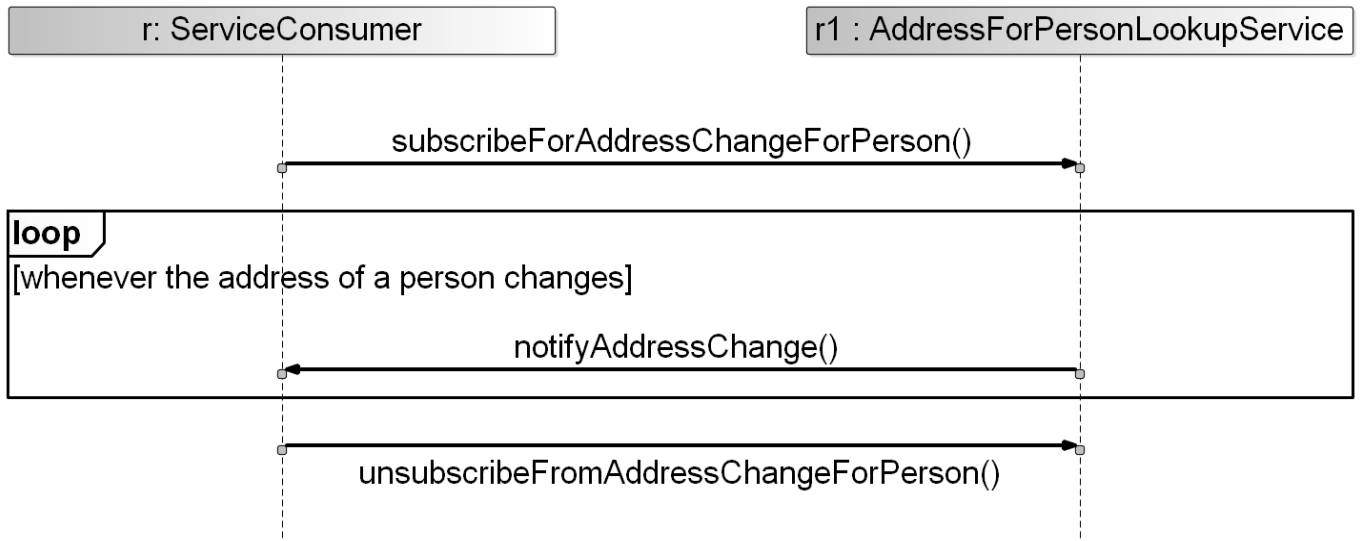 r: ServiceConsumer
r1 : AddressForPersonLookupService
subscribeForAddressChangeForPerson()
loop
[whenever the address of a person changes]
notifyAddressChange()
unsubscribeFromAddressChangeForPerson()